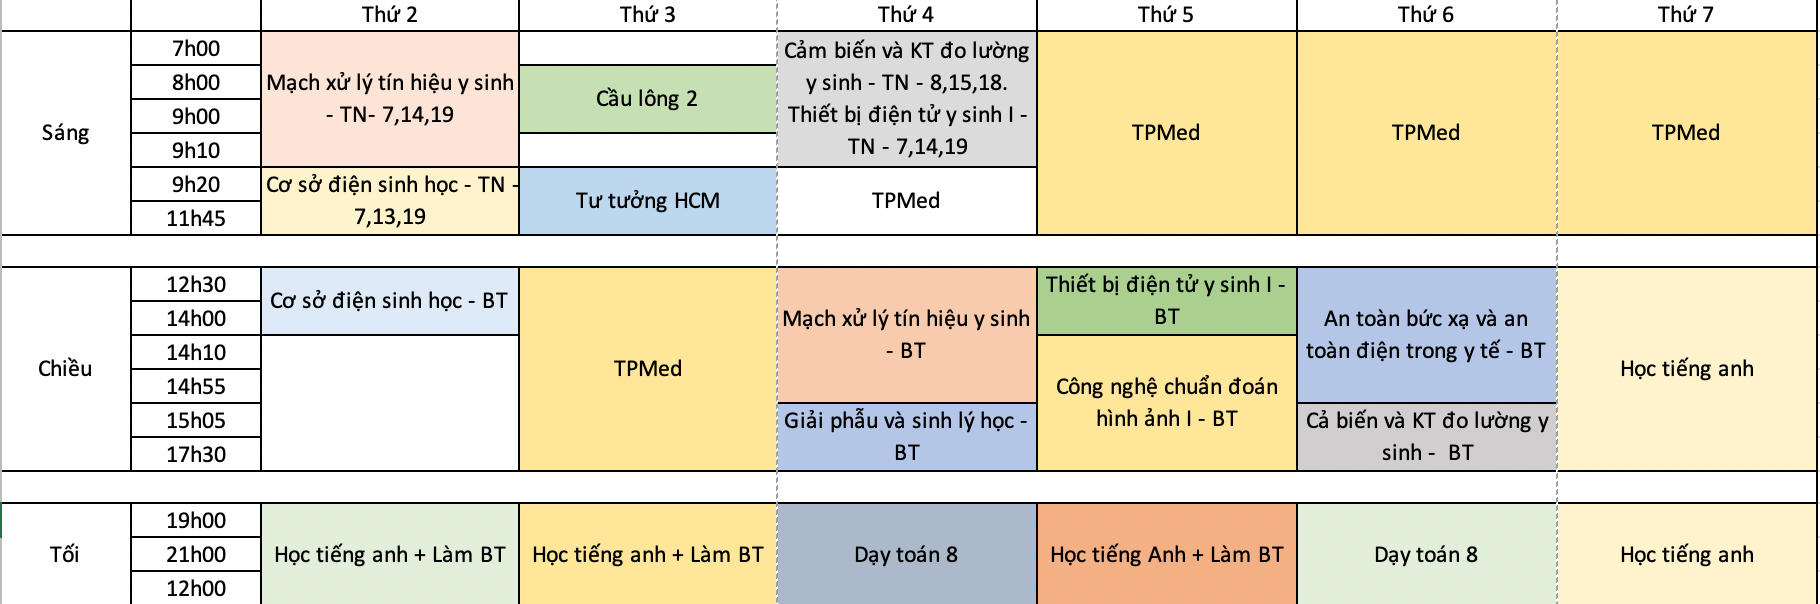 Thứ 2 Thứ 3 Thứ 4 Thứ 5 Thứ 6 Thứ 7
Sáng
7h00
8h00
9h00
9h10
9h20
11h45
Mạch xử lý tín hiệu y sinh
- TN- 7,14,19
Cơ sở điện sinh học - TN -
7,13,19
Cầu lông 2
Tư tưởng HCM
Cảm biến và KT đo lường
y sinh - TN - 8,15,18.
Thiết bị điện tử y sinh I -
TN - 7,14,19
TPMed
TPMed
TPMed
TPMed
Chiều
12h30
14h00
14h10
14h55
15h05
17h30
Cơ sở điện sinh học - BT
TPMed
Mạch xử lý tín hiệu y sinh
- BT
Giải phẫu và sinh lý học -
BT
Thiết bị điện tử y sinh I -
BT
Công nghệ chuẩn đoán
hình ảnh I - BT
An toàn bức xạ và an
toàn điện trong y tế - BT
Cả biến và KT đo lường y
sinh -  BT
Học tiếng anh
Tối
19h00
21h00
12h00
Học tiếng anh + Làm BT
Học tiếng anh + Làm BT
Dạy toán 8
Học tiếng Anh + Làm BT
Dạy toán 8
Học tiếng anh